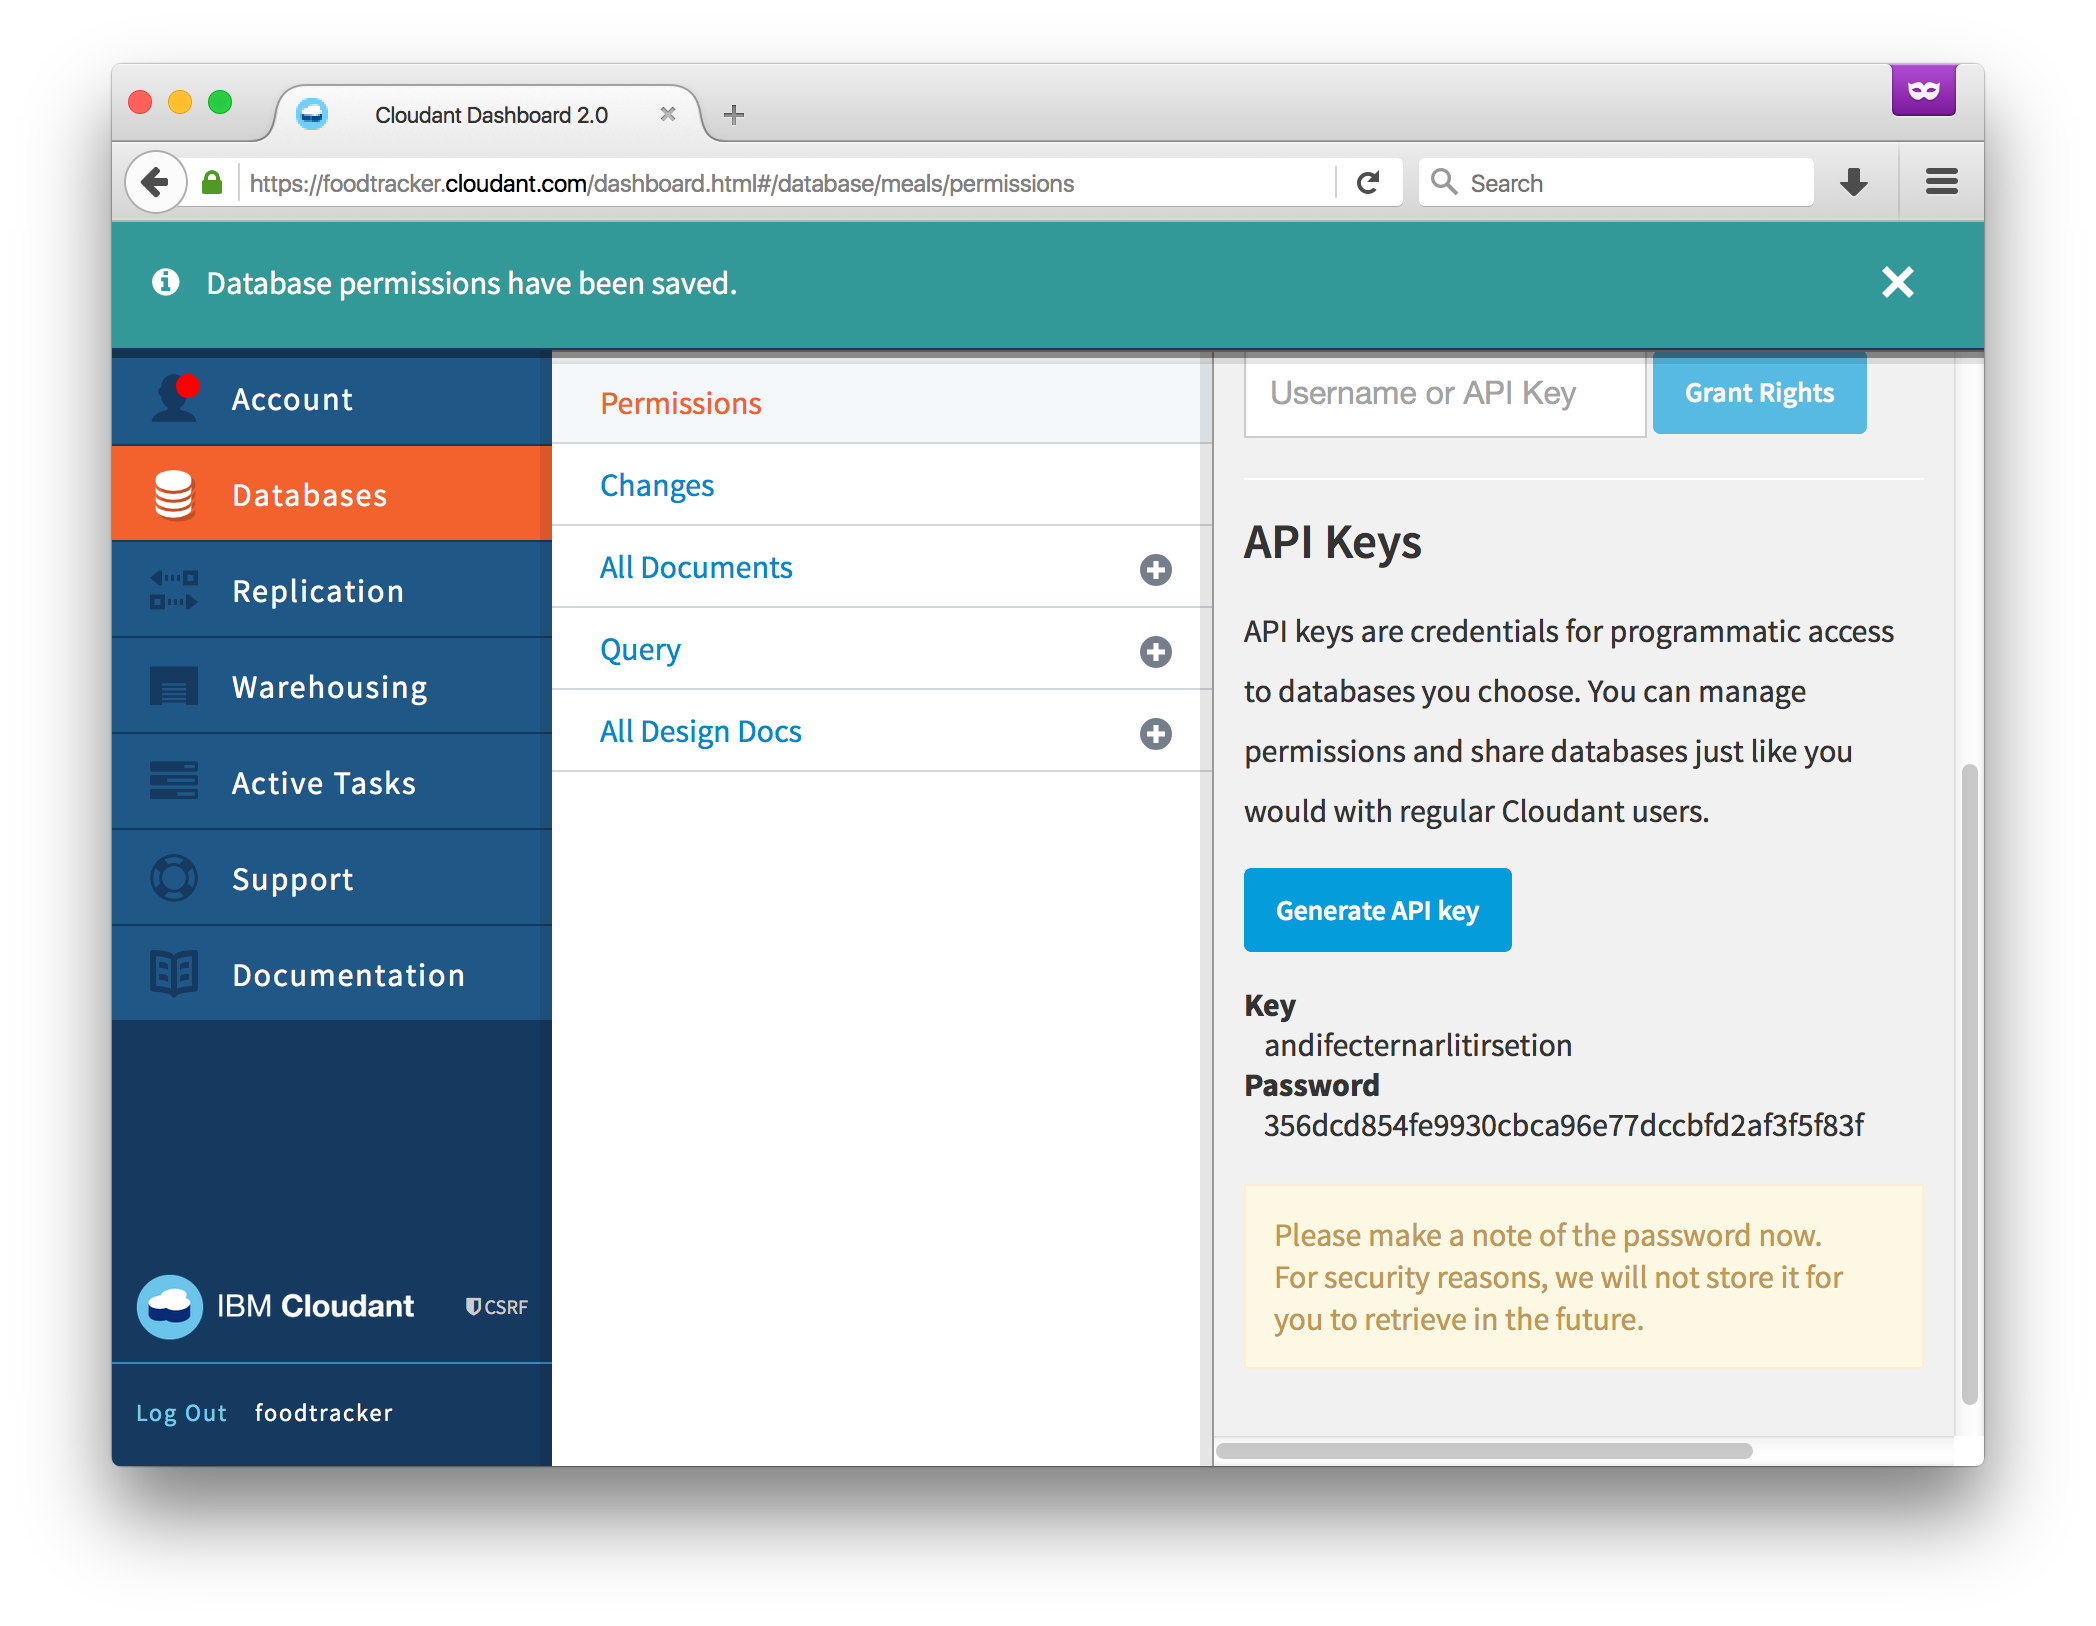 Cloudant Dashboard 2.0
https://foodtracker.cloudant.com/dashboard.html#/database/meals/permissions
Search
Database permissions have been saved.
Account
Databases
Replication
Warehousing
Active Tasks
Support
Documentation
IBM Cloudant
CSRF
Log Out foodtracker
Permissions
Changes
All Documents
Query
All Design Docs
Username or API Key
Grant Rights
API Keys
API keys are credentials for programmatic access
to databases you choose. You can manage
permissions and share databases just like you
would with regular Cloudant users.
Generate API key
Key
andifecternarlitirsetion
Password
356dcd854fe9930cbca96e77dccbfd2af3f5f83f
Please make a note of the password now.
For security reasons, we will not store it for
you to retrieve in the future.